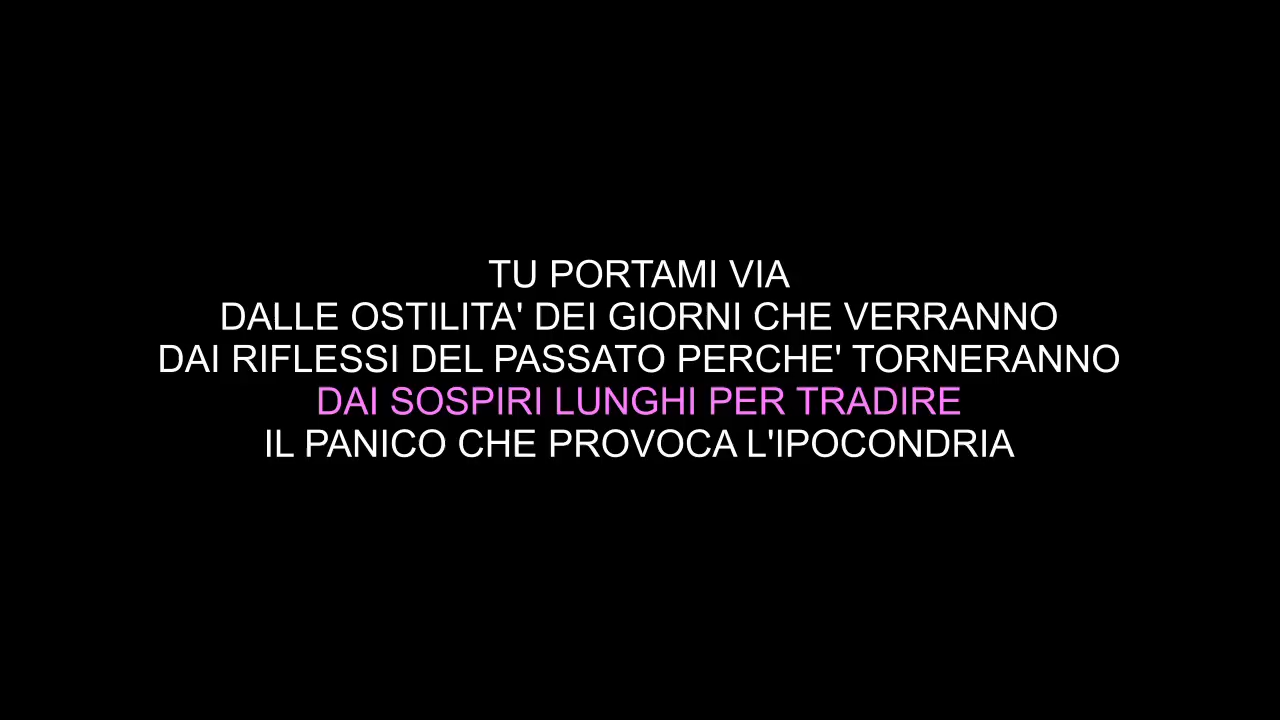 TU PORTAMI VIA
DALLE OSTILITA' DEI GIORNI CHE VERRANNO
DAI RIFLESSI DEL PASSATO PERCHE' TORNERANNO
DAI SOSPIRI LUNGHI PER TRADIRE
IL PANICO CHE PROVOCA L'IPOCONDRIA